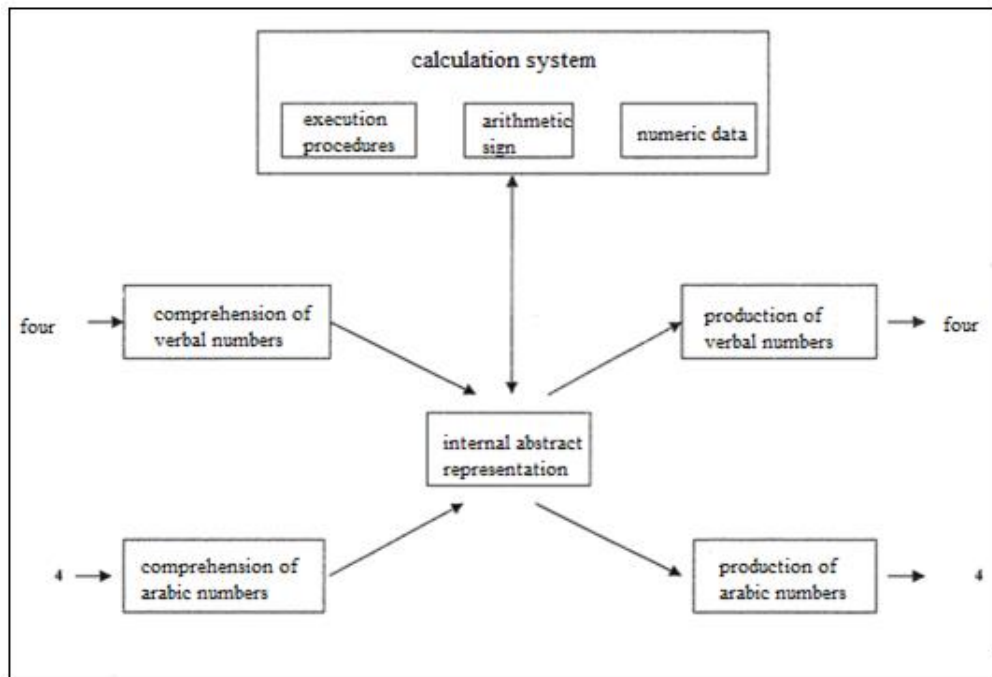 calculation system
execution
procedures
arithmetic
sign
numeric data
four
comprehension of
verbal numbers
production of
verbal numbers
four
internal abstract
representation
4
comprehension of
arabic numbers
production of
arabic numbers
4